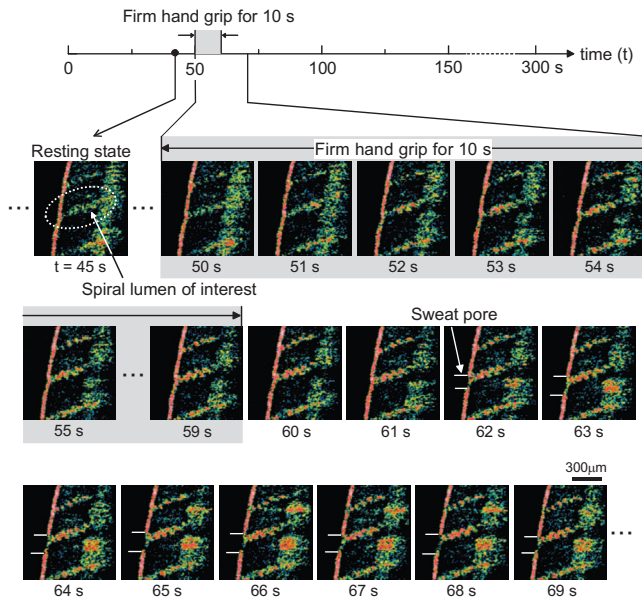 Firm hand grip for 10 s
time (t)
0 50 100 150 300 s
Resting state
Firm hand grip for 10 s
t = 45 s 50 s 51 s 52 s 53 s 54 s
Spiral lumen of interest
Sweat pore
55 s 59 s 60 s 61 s 62 s 63 s
300μm
64 s 65 s 66 s 67 s 68 s 69 s